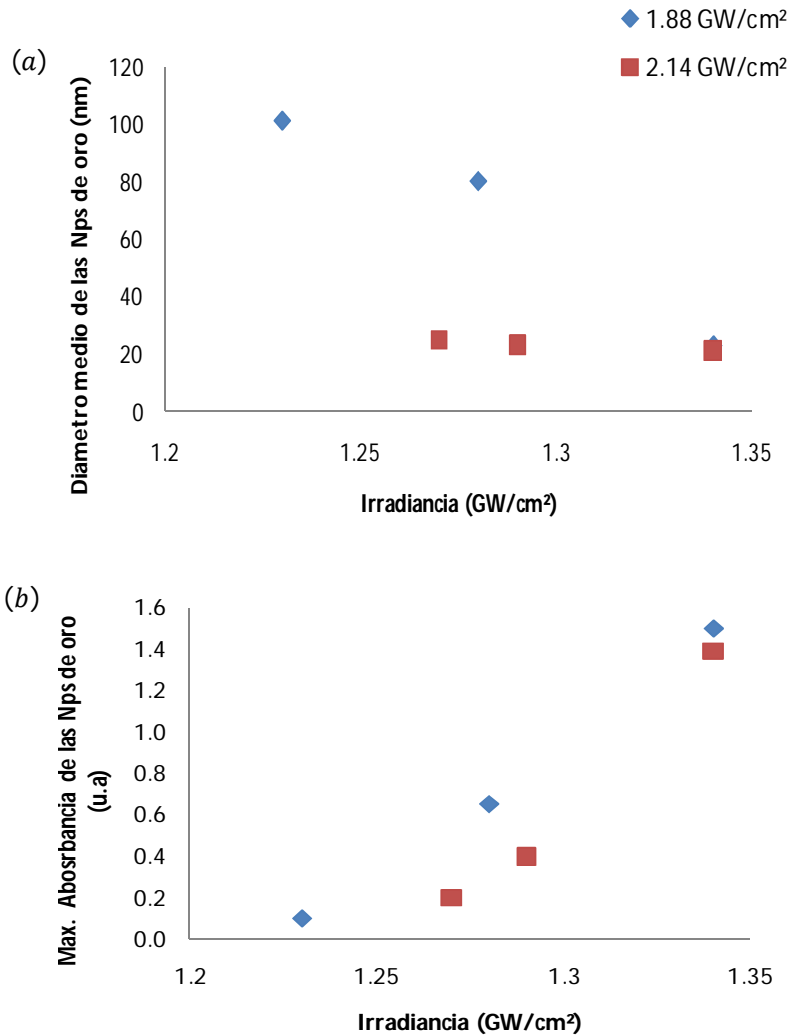 1.88 GW/cm²
2.14 GW/cm²
(a)
120
100
80
60
40
20
0
Diametro medio de las Nps de oro (nm)
1.2 1.25 1.3 1.35
Irradiancia (GW/cm²)
(b)
1.6
1.4
1.2
1.0
0.8
0.6
0.4
0.2
0.0
Max. Abosrbancia de las Nps de oro
(u.a)
1.2 1.25 1.3 1.35
Irradiancia (GW/cm²)